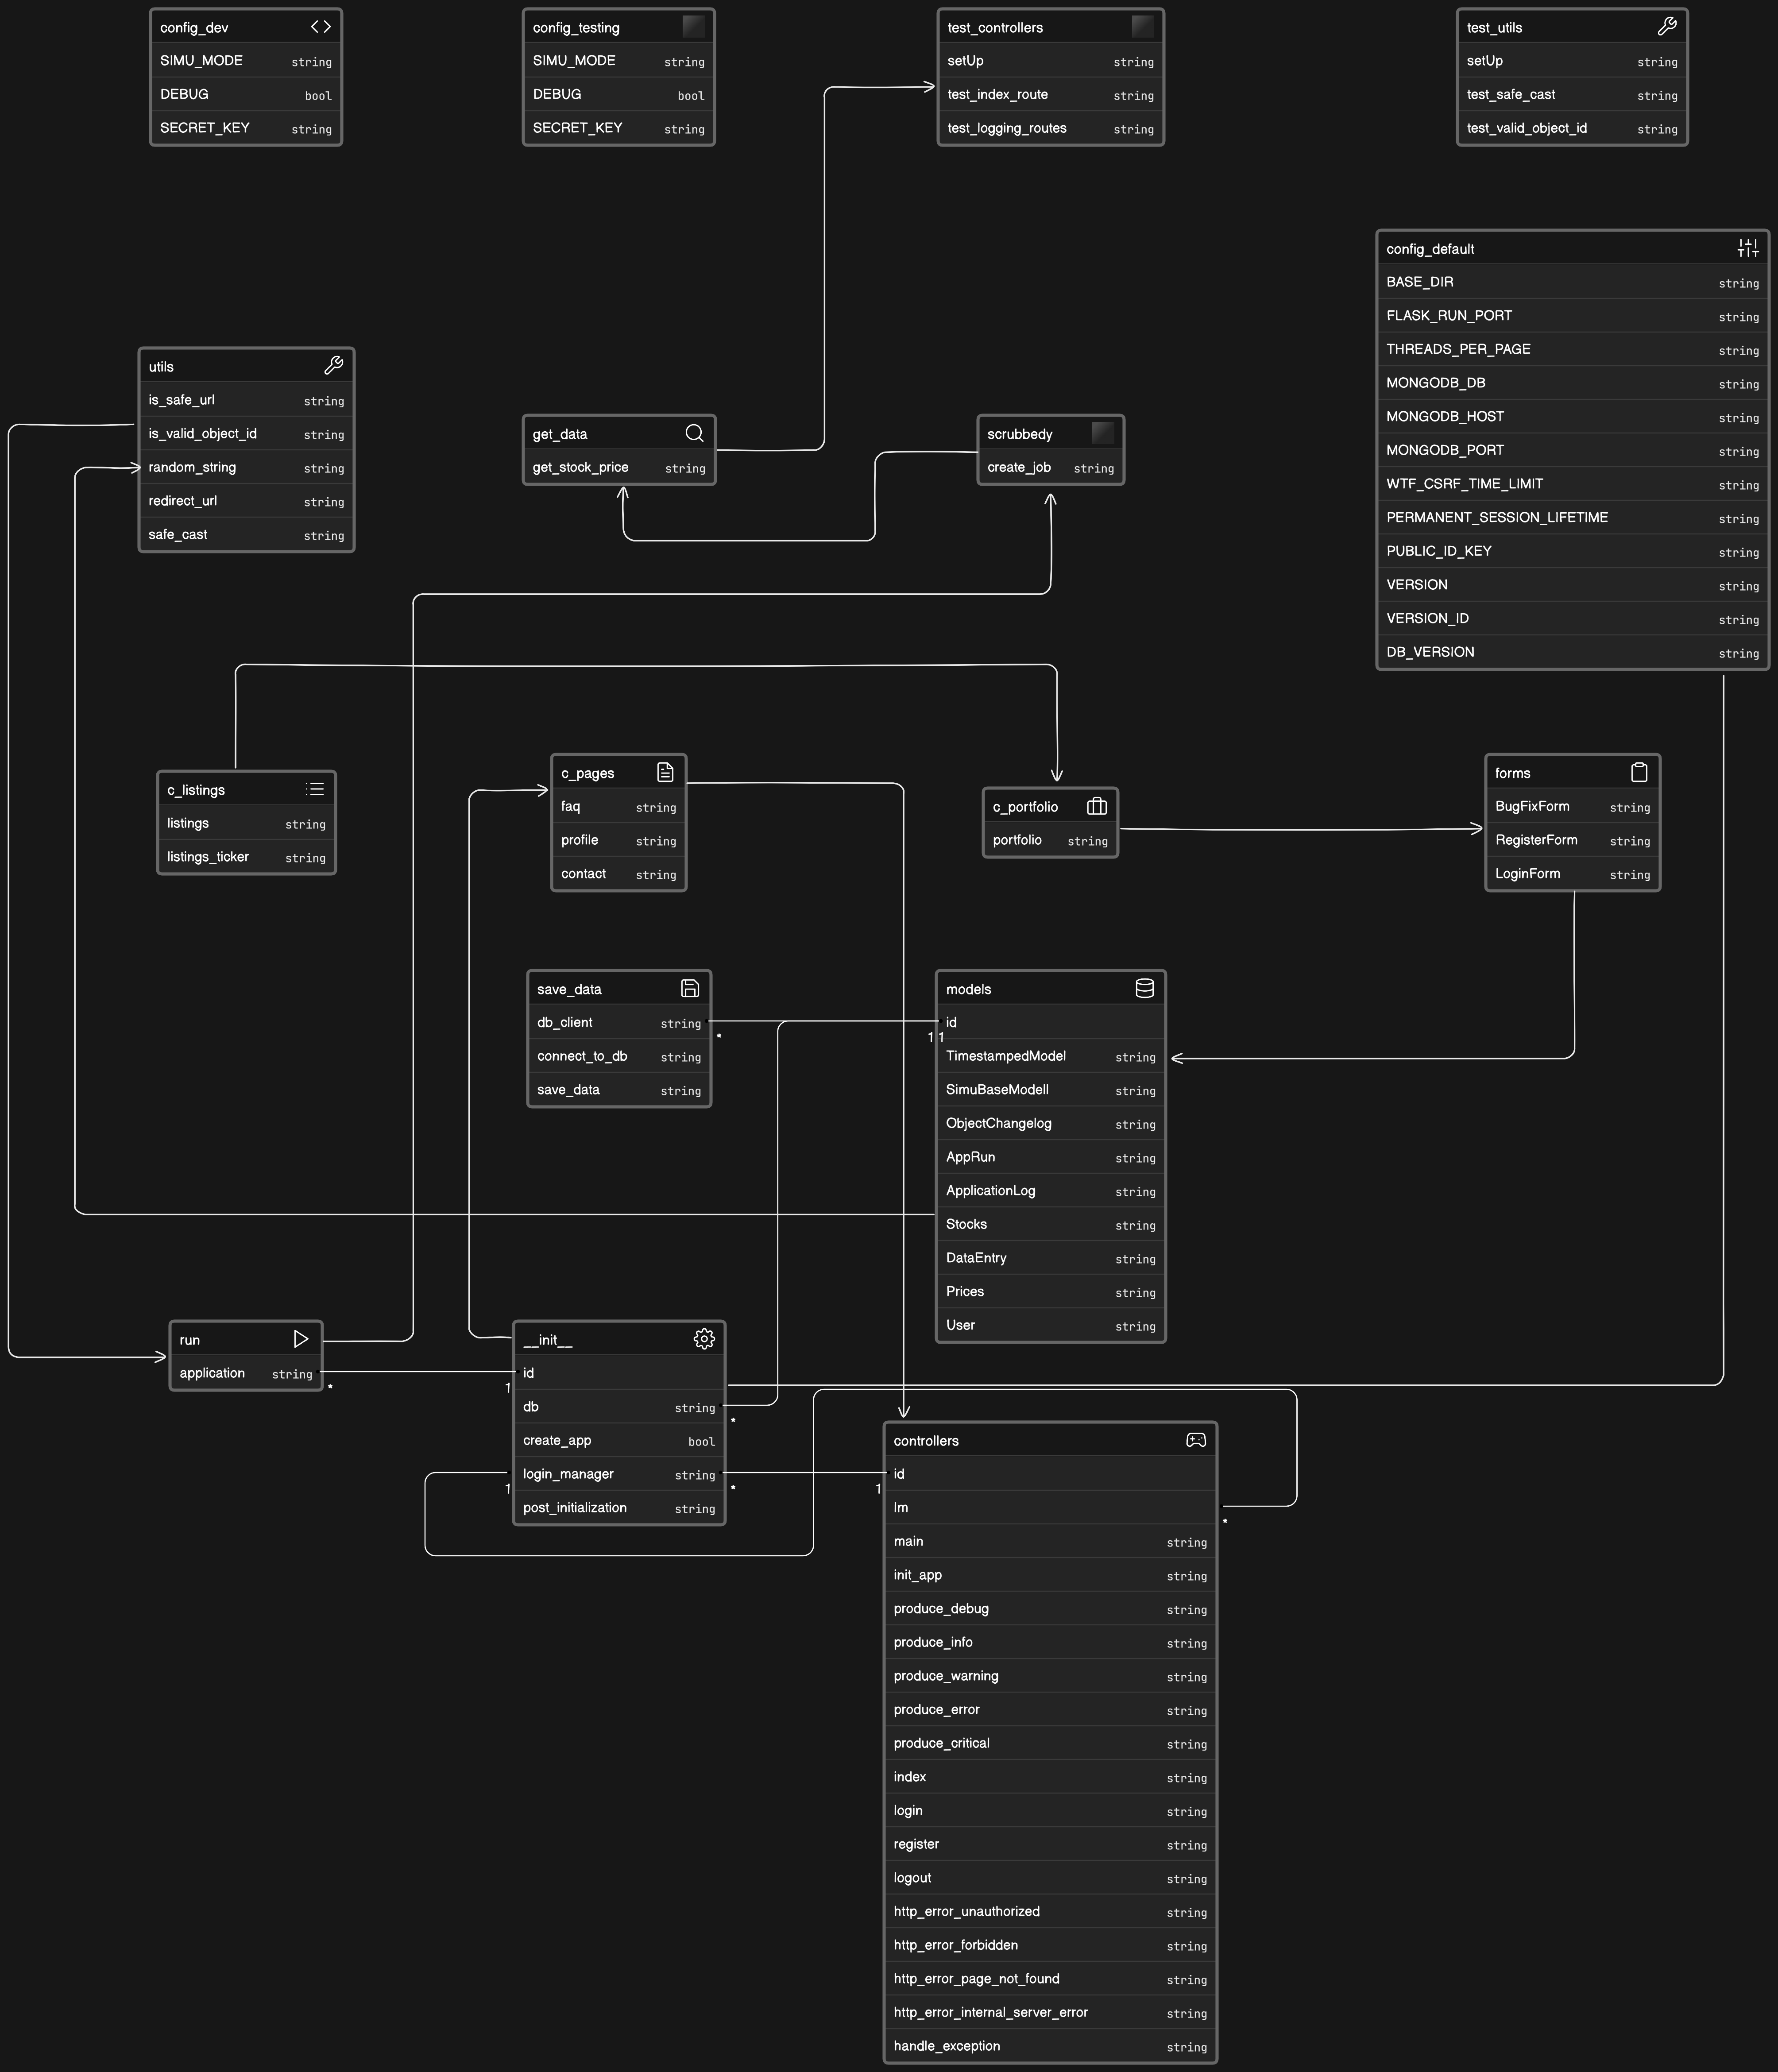 config_dev
SIMU_MODE string
DEBUG bool
SECRET_KEY string
config_testing
SIMU_MODE string
DEBUG bool
SECRET_KEY string
test_controllers
setUp string
test_index_route string
test_logging_routes string
test_utils
setUp string
test_safe_cast string
test_valid_object_id string
config_default
BASE_DIR string
FLASK_RUN_PORT string
THREADS_PER_PAGE string
MONGODB_DB string
MONGODB_HOST string
MONGODB_PORT string
WTF_CSRF_TIME_LIMIT string
PERMANENT_SESSION_LIFETIME string
PUBLIC_ID_KEY string
VERSION string
VERSION_ID string
DB_VERSION string
utils
is_safe_url string
is_valid_object_id string
random_string string
redirect_url string
safe_cast string
get_data
get_stock_price string
scrubbedy
create_job string
c_listings
listings string
listings_ticker string
c_pages
faq string
profile string
contact string
c_portfolio
portfolio string
forms
BugFixForm string
RegisterForm string
LoginForm string
save_data
db_client string
*
connect_to_db string
save_data string
models
id
1 1
TimestampedModel string
SimuBaseModell string
ObjectChangelog string
AppRun string
ApplicationLog string
Stocks string
DataEntry string
Prices string
User string
run
application string
*
__init__
id
1
db string
*
create_app bool
login_manager string
1 *
post_initialization string
controllers
id
1
lm
*
main string
init_app string
produce_debug string
produce_info string
produce_warning string
produce_error string
produce_critical string
index string
login string
register string
logout string
http_error_unauthorized string
http_error_forbidden string
http_error_page_not_found string
http_error_internal_server_error string
handle_exception string